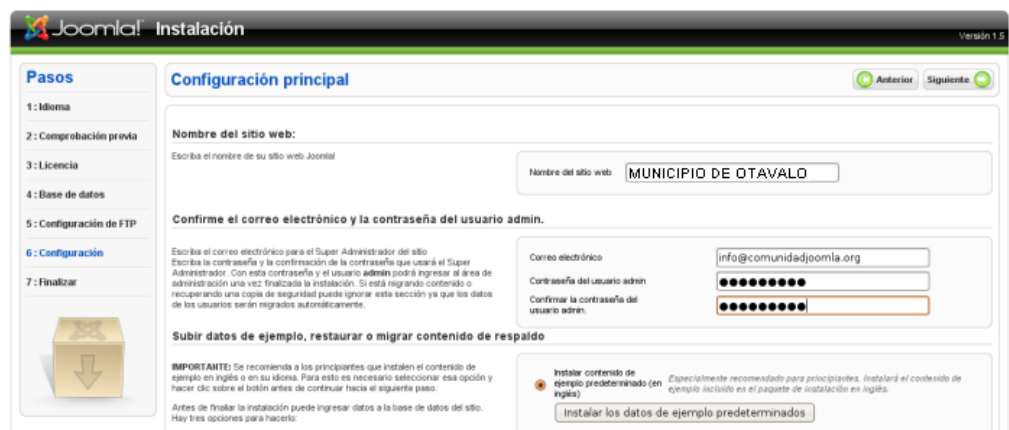 Joomla! Instalación
Versión 1.5
Pasos
1 : Idioma
2 : Comprobación previa
3 : Licencia
4 : Base de datos
5 : Configuración de FTP
6 : Configuración
7 : Finalizar
Configuración principal
Anterior
Siguiente
Nombre del sitio web:
Escriba el nombre de su sitio web Joomla!
Nombre del sitio web
MUNICIPIO DE OTAVALO
Confirme el correo electrónico y la contraseña del usuario admin.
Escriba el correo electrónico para el Super Administrador del sitio
Escriba la contraseña y la confirmación de la contraseña que usará el Super
Administrador. Con esta contraseña y el usuario admin podrá ingresar al área de
administración una vez finalizada la instalación. Si está migrando contenido o
recuperando una copia de seguridad puede ignorar esta sección ya que los datos
de los usuarios serán migrados automáticamente.
Correo electrónico
info@comunidadjoomla.org
Contraseña del usuario admin
●●●●●●●●●
Confirmar la contraseña del
usuario admin.
●●●●●●●●●
Subir datos de ejemplo, restaurar o migrar contenido de respaldo
IMPORTANTE: Se recomienda a los principiantes que instalen el contenido de
ejemplo en inglés o en su idioma. Para esto es necesario seleccionar esa opción y
hacer clic sobre el botón antes de continuar hacia el siguiente paso.
Antes de finaliar la instalación puede ingresar datos a la base de datos del sitio.
Hay tres opciones para hacerlo:
Instalar contenido de
ejemplo predeterminado (en
inglés)
Especialmente recomendado para principiantes. Instalará el contenido de
ejemplo incluido en el paquete de instalación en inglés.
Instalar los datos de ejemplo predeterminados